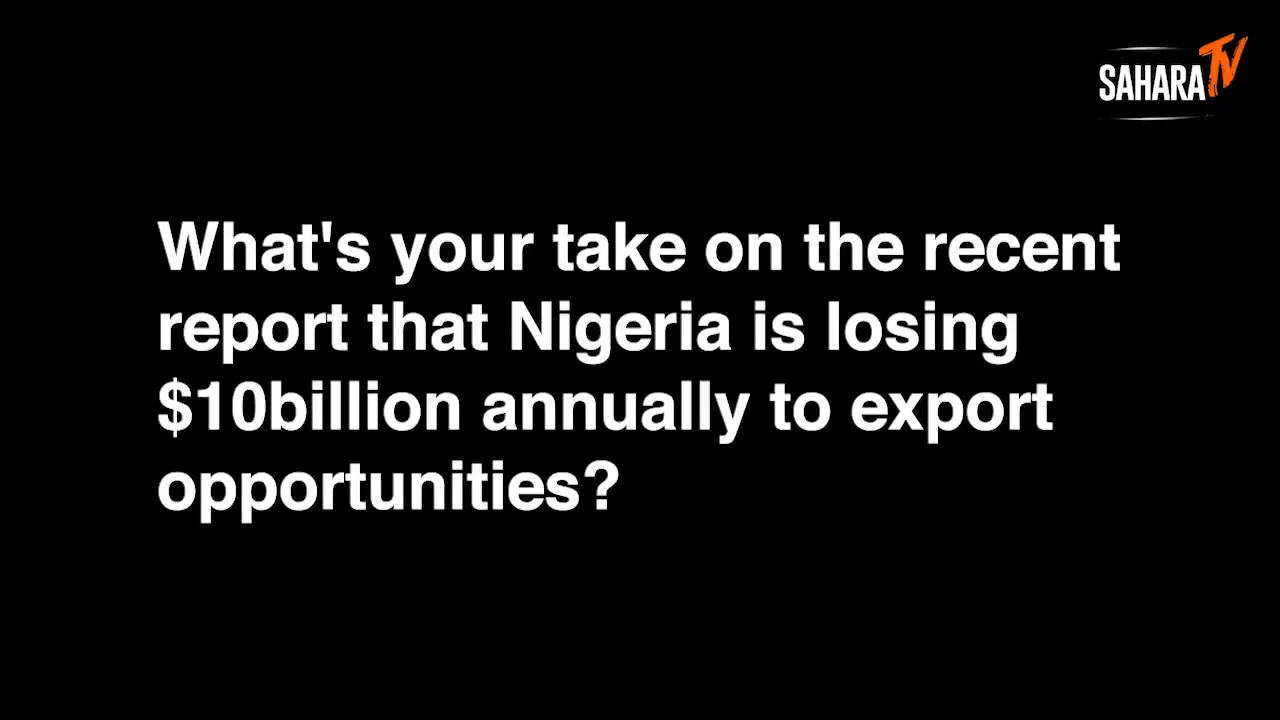 SAHARA TV
What's your take on the recent
report that Nigeria is losing
$10billion annually to export
opportunities?